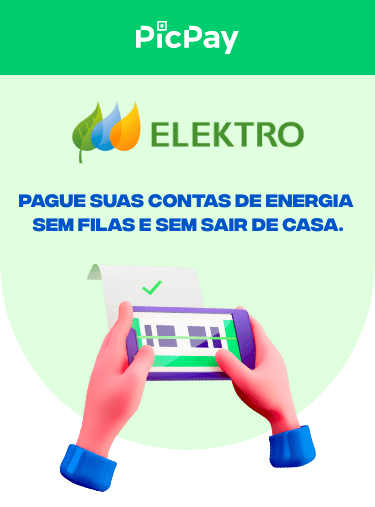 PicPay
ELEKTRO
PAGUE SUAS CONTAS DE ENERGIA
SEM FILAS E SEM SAIR DE CASA.